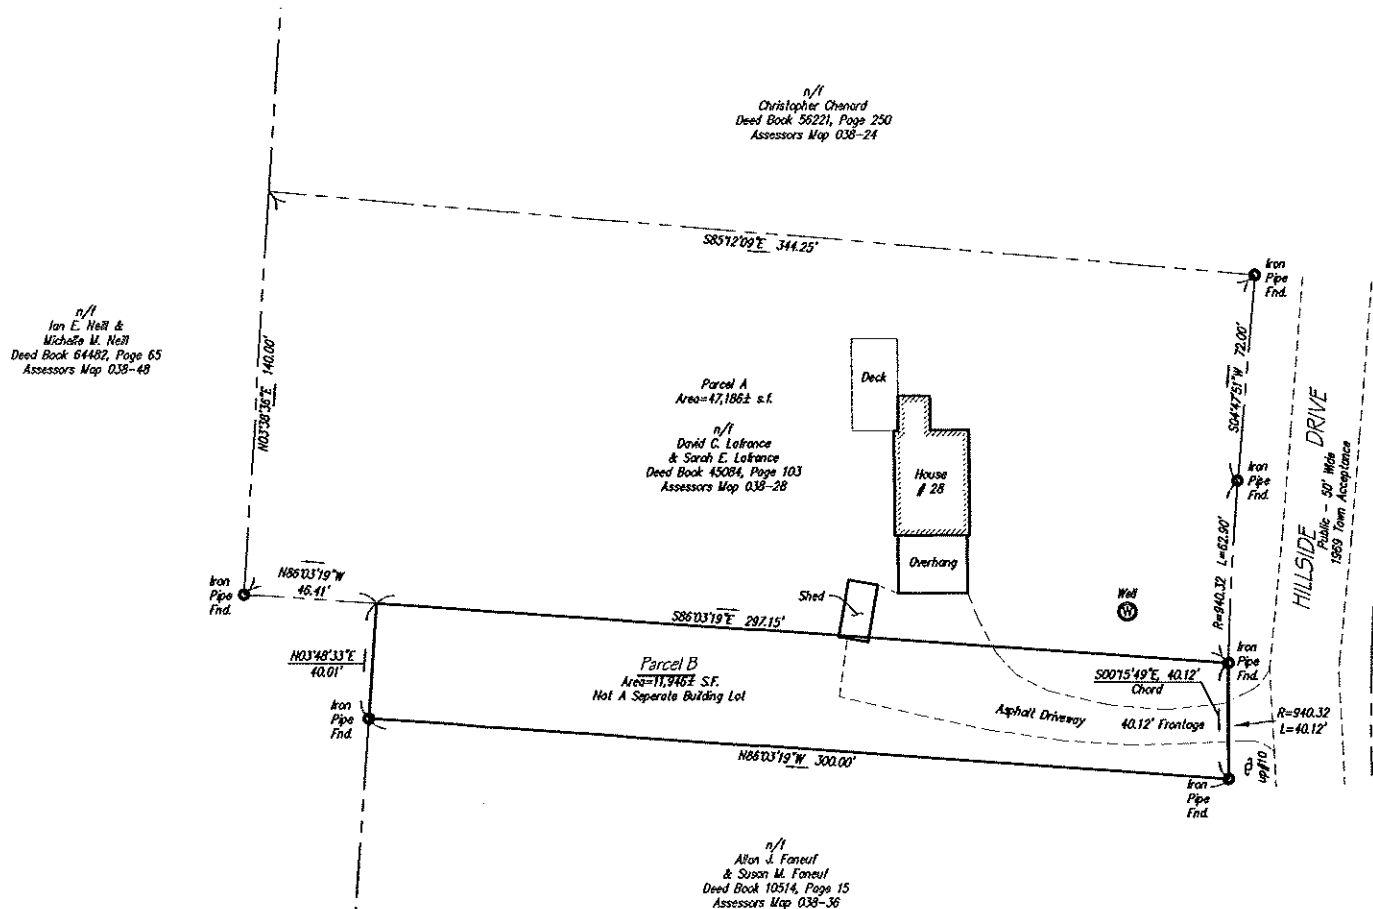 n/f
Christopher Chenard
Deed Book 56221, Page 250
Assessors Map 038-24
S85°12'09"E 344.25'
Iron
Pipe
Fnd.
n/f
Ian E. Neill &
Michelle M. Neill
Deed Book 64482, Page 65
Assessors Map 038-48
N03°38'36"E 140.00'
Parcel A
Area=47,186± s.f.
n/f
David C. Lafrance
& Sarah E. Lafrance
Deed Book 45084, Page 103
Assessors Map 038-28
Deck
House
# 28
Overhang
S04°47'51"W 72.00'
Iron
Pipe
Fnd.
HILLSIDE DRIVE
Public - 50' Wide
1969 Town Acceptance
R=940.32 L=62.90'
Iron
Pipe
Fnd.
N86°03'19"W
46.41'
Shed
Well
W
S86°03'19"E 297.15'
N03°48'33"E
40.01'
Parcel B
Area=11,946± S.F.
Not A Seperate Building Lot
Iron
Pipe
Fnd.
S00°15'49"E, 40.12'
Chord
Iron
Pipe
Fnd.
Asphalt Driveway
40.12' Frontage
R=940.32
L=40.12'
N86°03'19"W 300.00'
up#10
Iron
Pipe
Fnd.
n/f
Allan J. Faneuf
& Susan M. Faneuf
Deed Book 10514, Page 15
Assessors Map 038-36